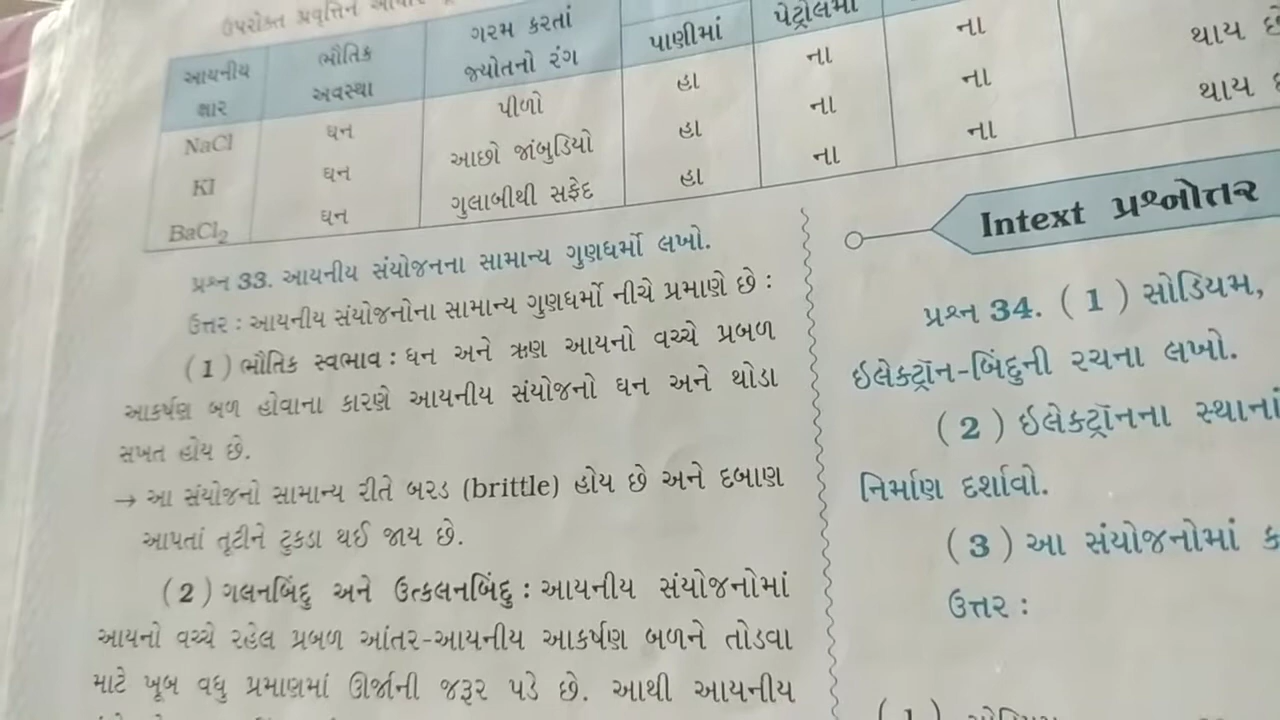 ઉપરોક્ત પ્રવૃત્તિના
આયનીય ક્ષાર
ભૌતિક અવસ્થા
ગરમ કરતાં જ્યોતનો રંગ
પાણીમાં
પેટ્રોલમાં
NaCl ઘન પીળો હા ના ના થાય છે
KI ઘન આછો જાંબુડિયો હા ના ના થાય
BaCl₂ ઘન ગુલાબીથી સફેદ હા ના ના
પ્રશ્ન 33. આયનીય સંયોજનના સામાન્ય ગુણધર્મો લખો.
ઉત્તર : આયનીય સંયોજનોના સામાન્ય ગુણધર્મો નીચે પ્રમાણે છે :
( 1 ) ભૌતિક સ્વભાવ : ઘન અને ઋણ આયનો વચ્ચે પ્રબળ
આકર્ષણ બળ હોવાના કારણે આયનીય સંયોજનો ઘન અને થોડા
સખત હોય છે.
→ આ સંયોજનો સામાન્ય રીતે બરડ (brittle) હોય છે અને દબાણ
આપતાં તૂટીને ટુકડા થઈ જાય છે.
( 2 ) ગલનબિંદુ અને ઉત્કલનબિંદુ : આયનીય સંયોજનોમાં
આયનો વચ્ચે રહેલ પ્રબળ આંતર-આયનીય આકર્ષણ બળને તોડવા
માટે ખૂબ વધુ પ્રમાણમાં ઊર્જાની જરૂર પડે છે. આથી આયનીય
Intext પ્રશ્નોત્તર
પ્રશ્ન 34. ( 1 ) સોડિયમ,
ઇલેક્ટ્રૉન-બિંદુની રચના લખો.
( 2 ) ઇલેક્ટ્રૉનના
નિર્માણ દર્શાવો.
( 3 ) આ સંયોજનોમાં
ઉત્તર :
( 1 )